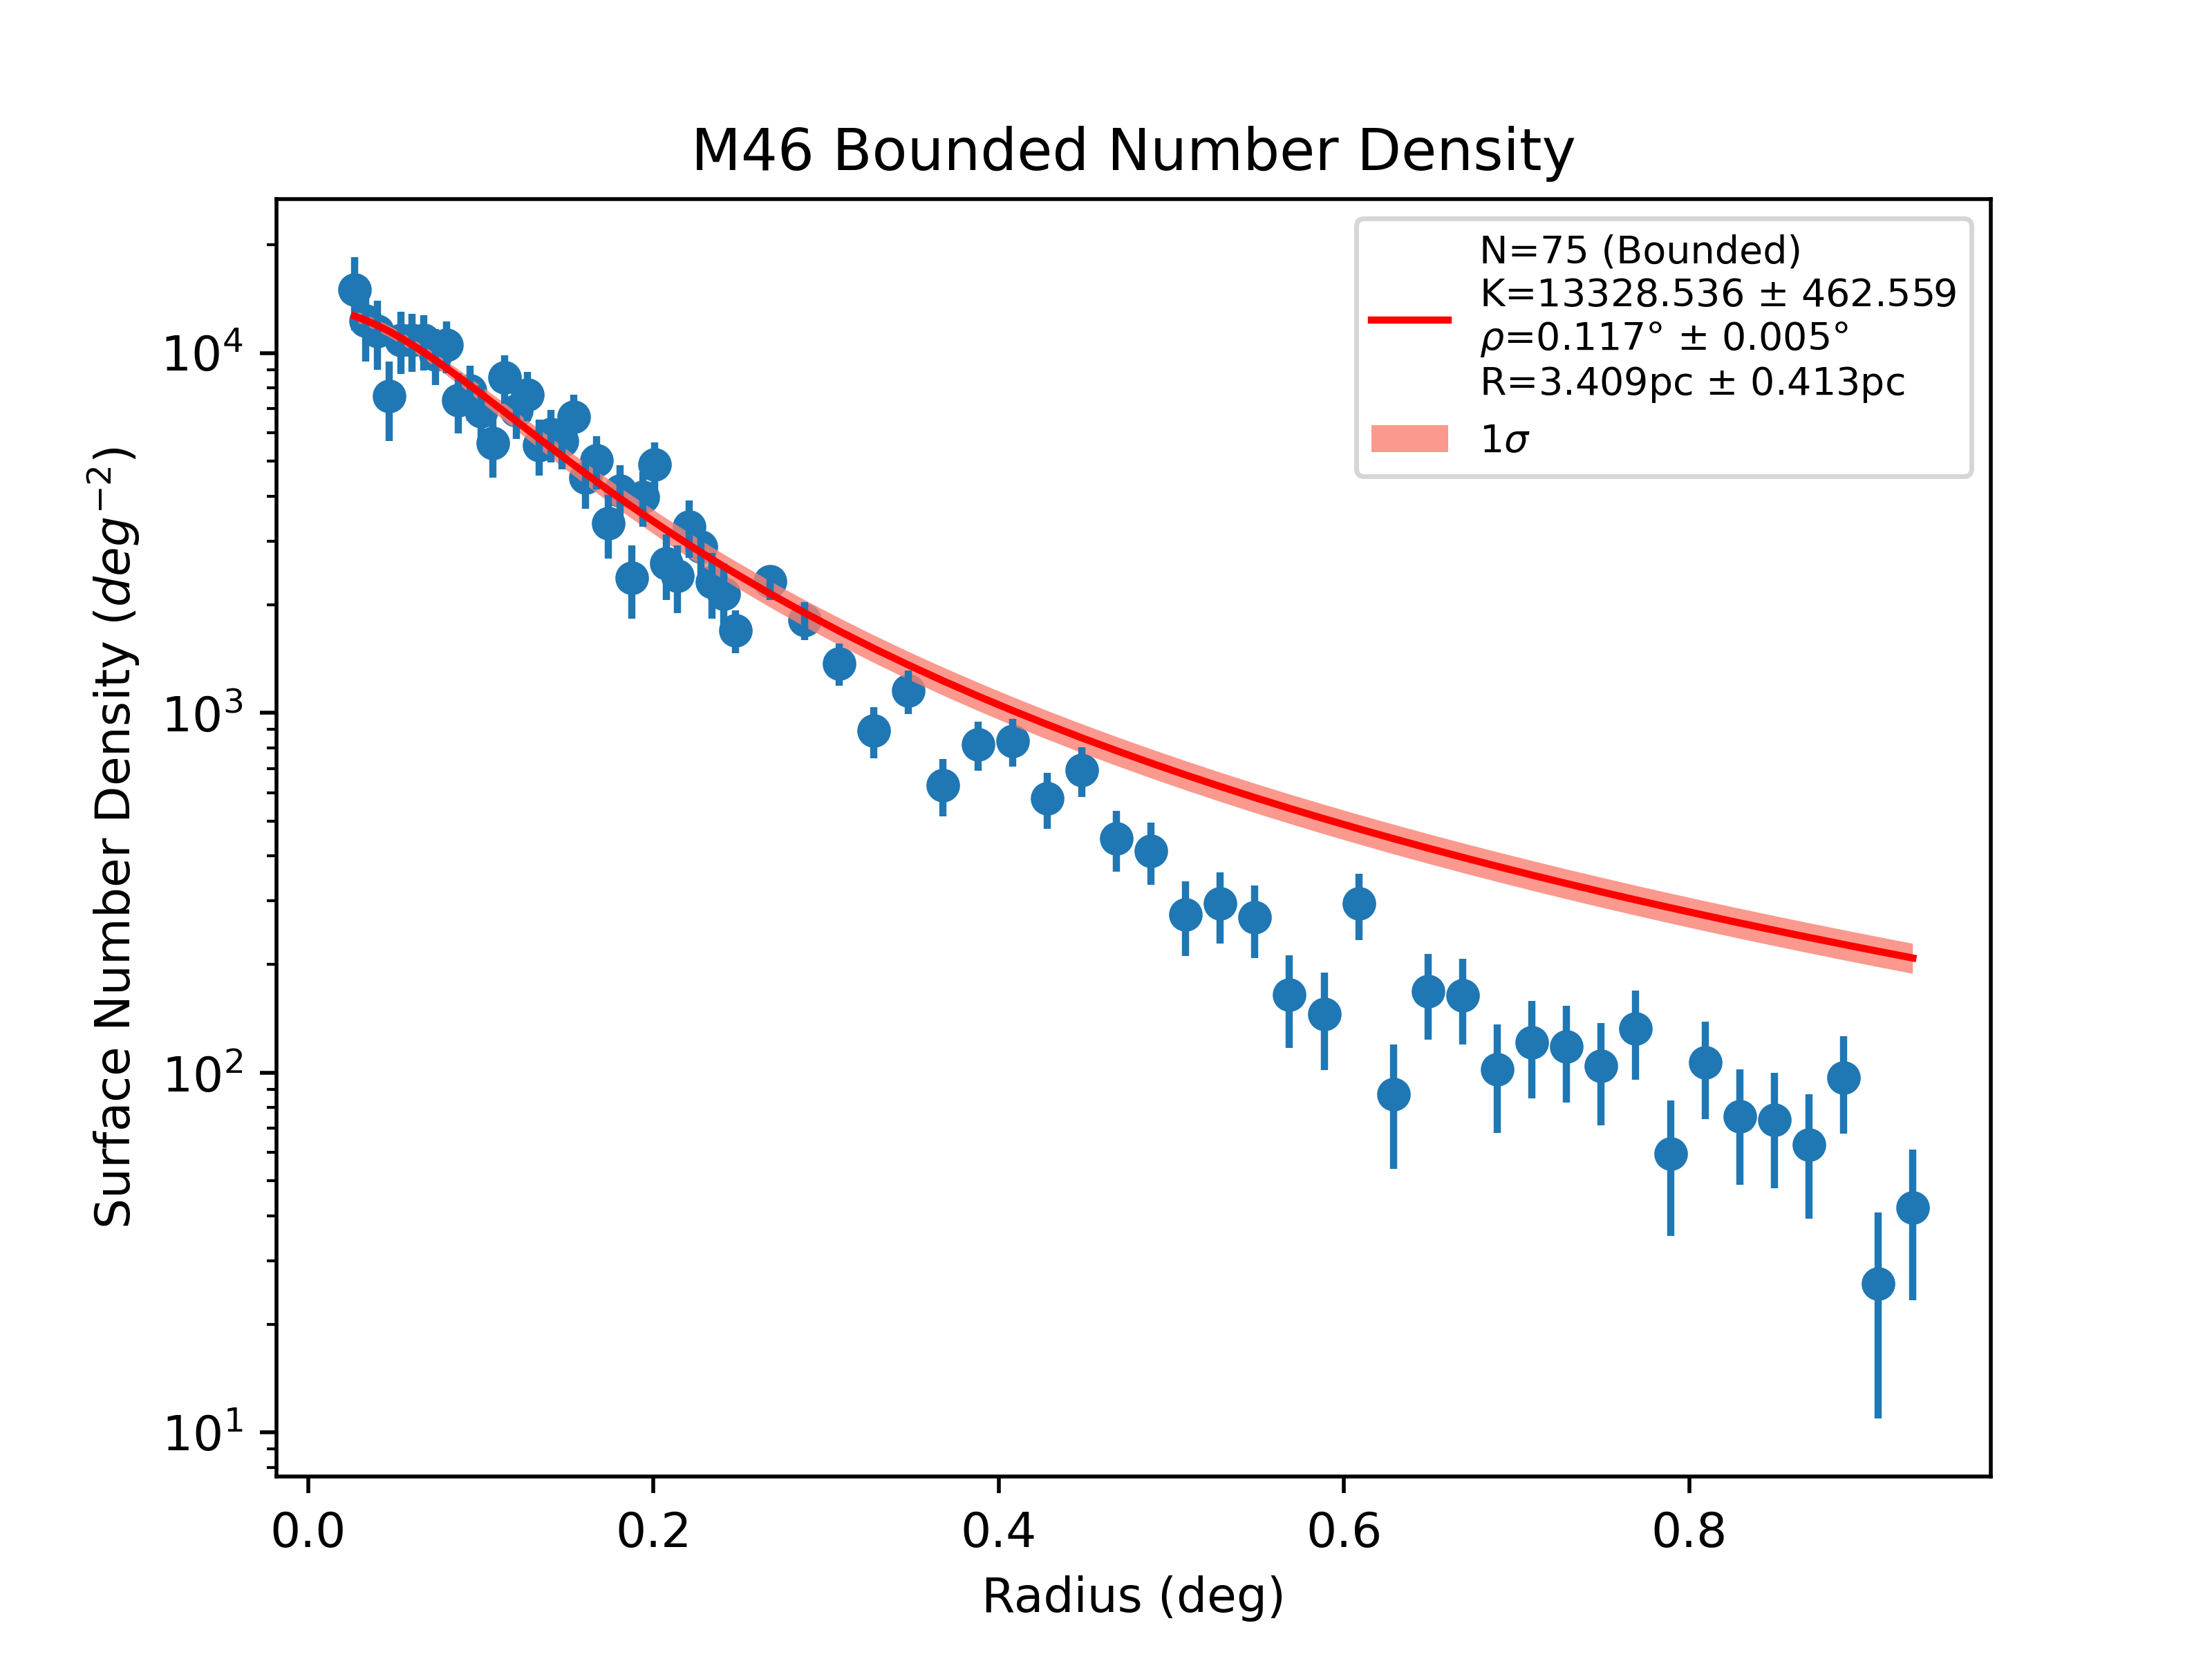 M46 Bounded Number Density
N=75 (Bounded)
K=13328.536 ± 462.559
ρ=0.117° ± 0.005°
R=3.409pc ± 0.413pc
1σ
Surface Number Density (deg⁻²)
10⁴
10³
10²
10¹
0.0 0.2 0.4 0.6 0.8
Radius (deg)